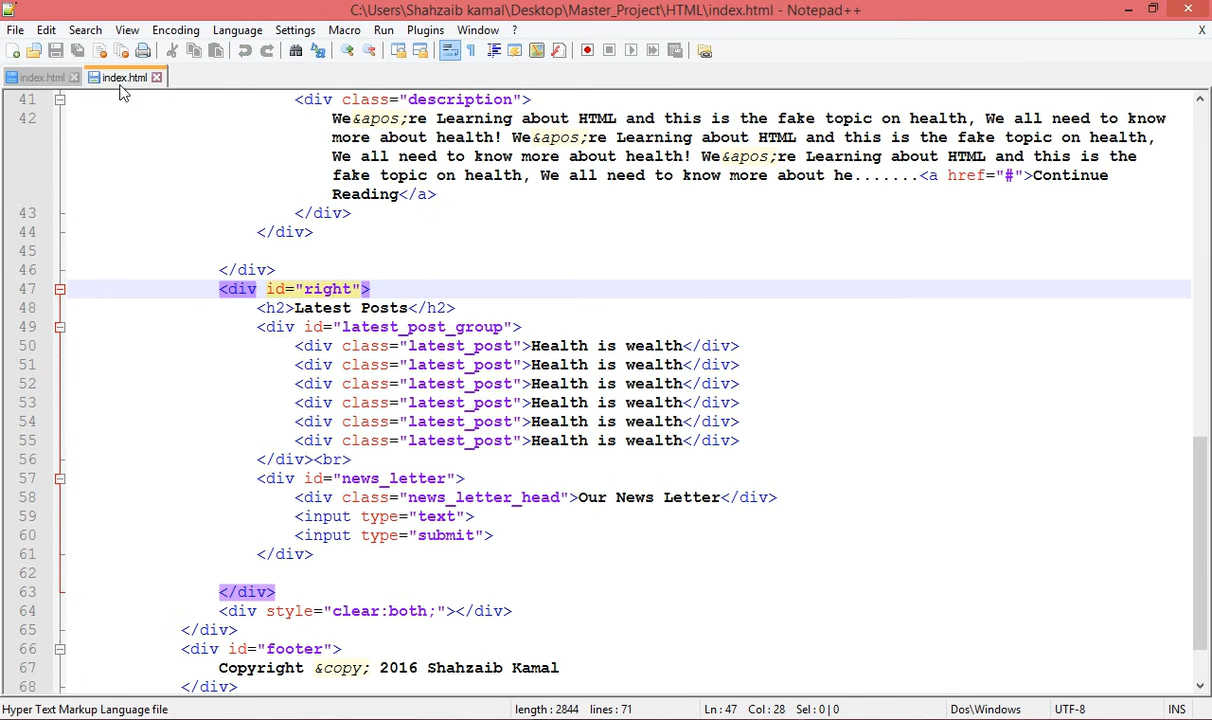 C:\Users\Shahzaib kamal\Desktop\Master_Project\HTML\index.html - Notepad++
File Edit Search View Encoding Language Settings Macro Run Plugins Window ? X
index.html index.html
41 <div class="description">
42 We&apos;re Learning about HTML and this is the fake topic on health, We all need to know
more about health! We&apos;re Learning about HTML and this is the fake topic on health,
We all need to know more about health! We&apos;re Learning about HTML and this is the
fake topic on health, We all need to know more about he.......<a href="#">Continue
Reading</a>
43 </div>
44 </div>
45
46 </div>
47 <div id="right">
48 <h2>Latest Posts</h2>
49 <div id="latest_post_group">
50 <div class="latest_post">Health is wealth</div>
51 <div class="latest_post">Health is wealth</div>
52 <div class="latest_post">Health is wealth</div>
53 <div class="latest_post">Health is wealth</div>
54 <div class="latest_post">Health is wealth</div>
55 <div class="latest_post">Health is wealth</div>
56 </div><br>
57 <div id="news_letter">
58 <div class="news_letter_head">Our News Letter</div>
59 <input type="text">
60 <input type="submit">
61 </div>
62
63 </div>
64 <div style="clear:both;"></div>
65 </div>
66 <div id="footer">
67 Copyright &copy; 2016 Shahzaib Kamal
68 </div>
Hyper Text Markup Language file length : 2844 lines : 71 Ln : 47 Col : 28 Sel : 0 | 0 Dos\Windows UTF-8 INS